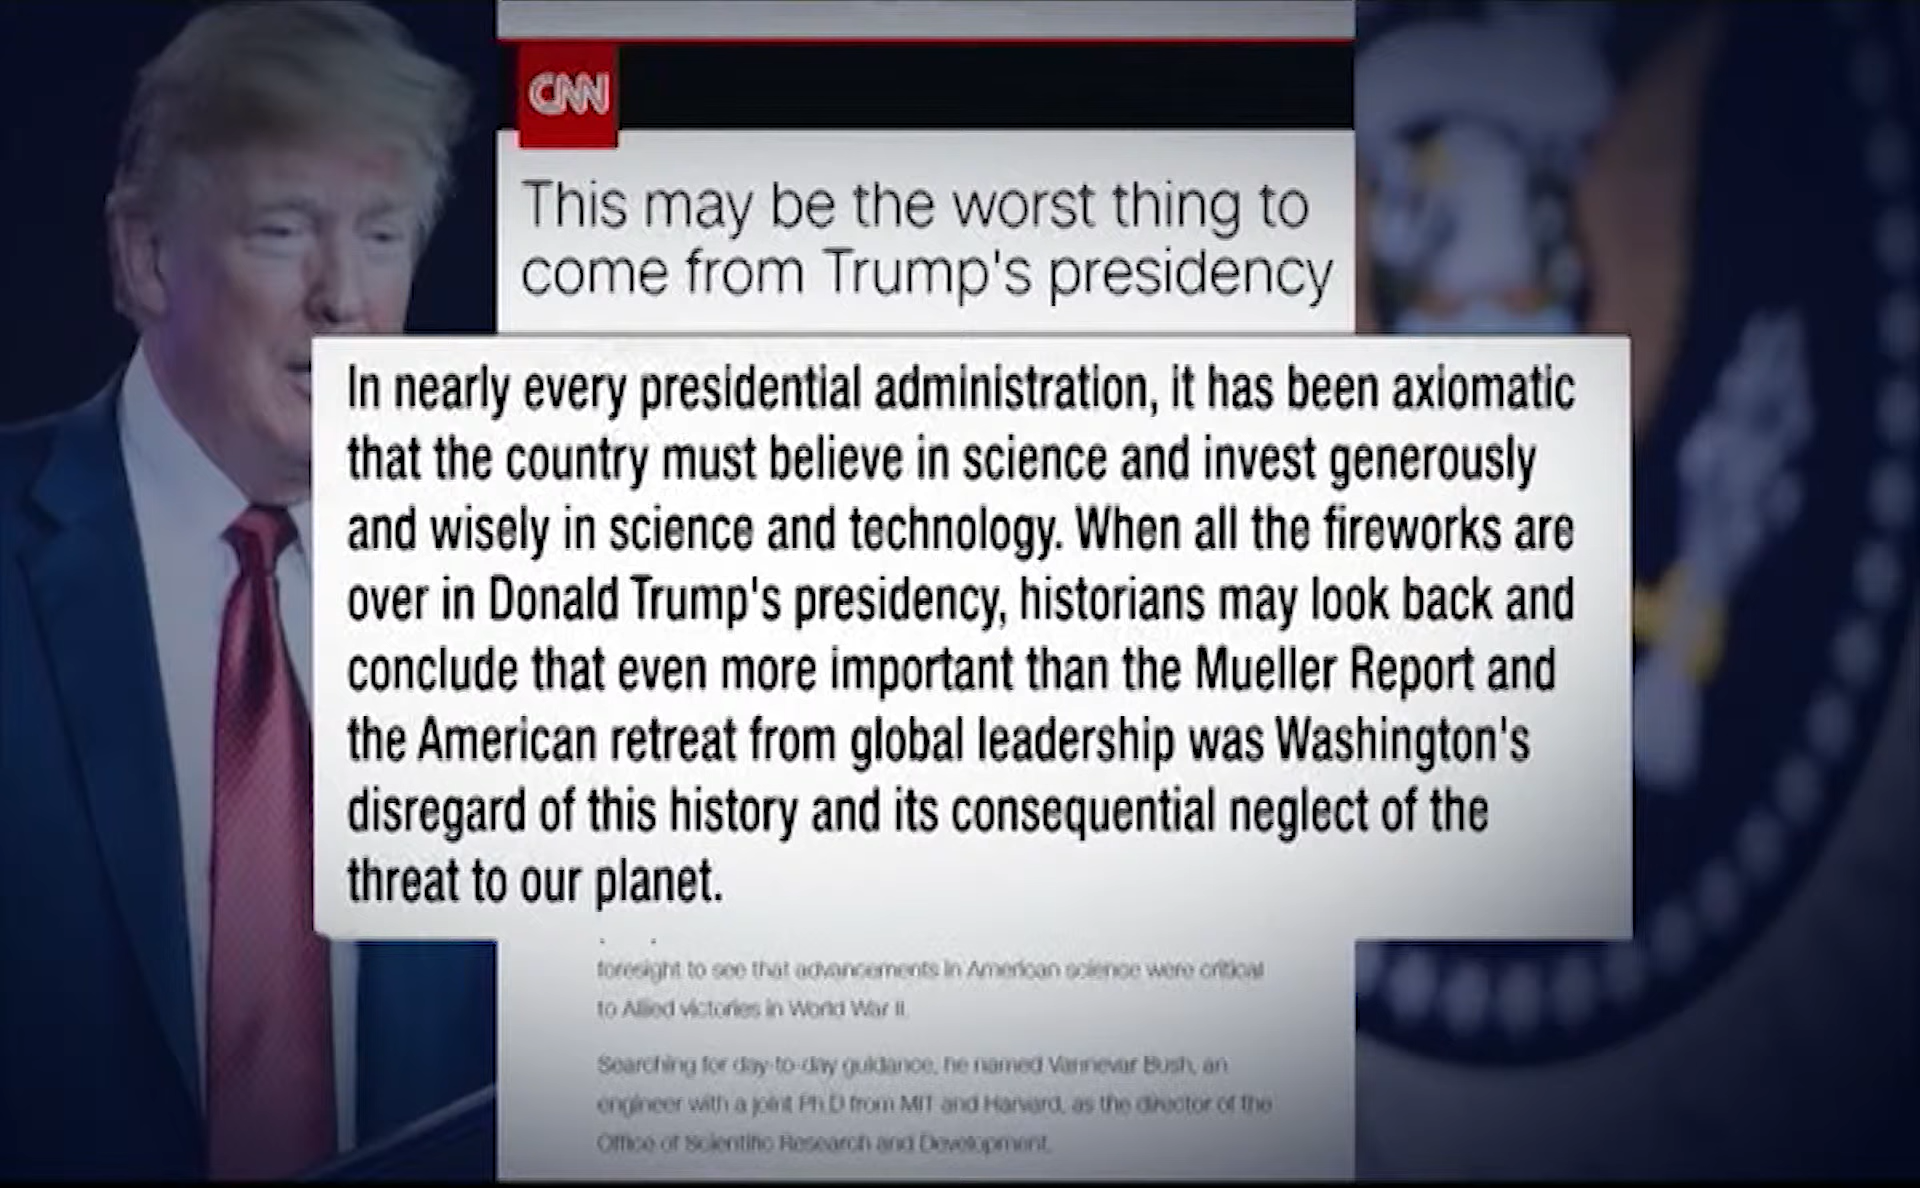 CNN
This may be the worst thing to
come from Trump's presidency
In nearly every presidential administration, it has been axiomatic
that the country must believe in science and invest generously
and wisely in science and technology. When all the fireworks are
over in Donald Trump's presidency, historians may look back and
conclude that even more important than the Mueller Report and
the American retreat from global leadership was Washington's
disregard of this history and its consequential neglect of the
threat to our planet.
foresight to see that advancements in American science were critical
to Allied victories in World War II.
Searching for day-to-day guidance, he named Vannevar Bush, an
engineer with a joint Ph.D from MIT and Harvard, as the director of the
Office of Scientific Research and Development.